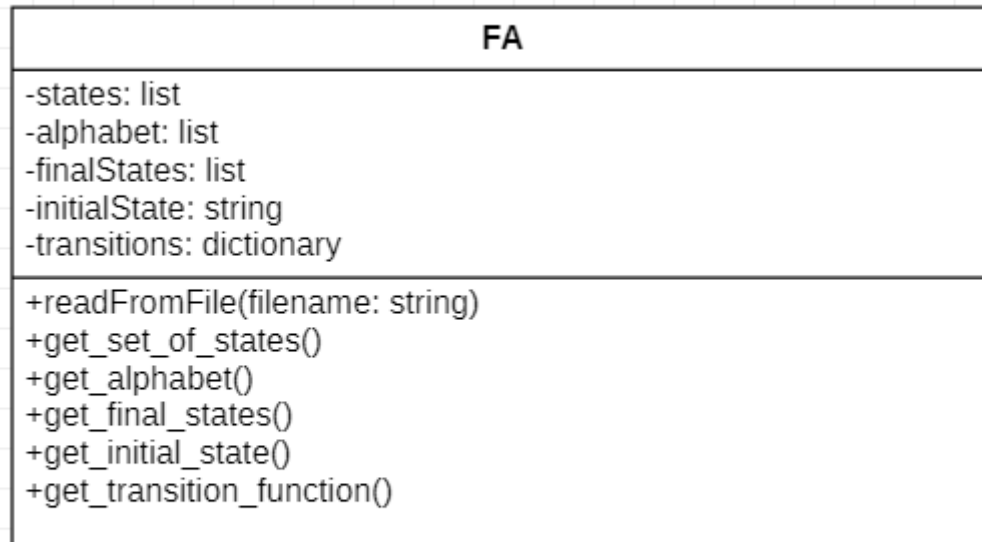 FA
-states: list
-alphabet: list
-finalStates: list
-initialState: string
-transitions: dictionary
+readFromFile(filename: string)
+get_set_of_states()
+get_alphabet()
+get_final_states()
+get_initial_state()
+get_transition_function()